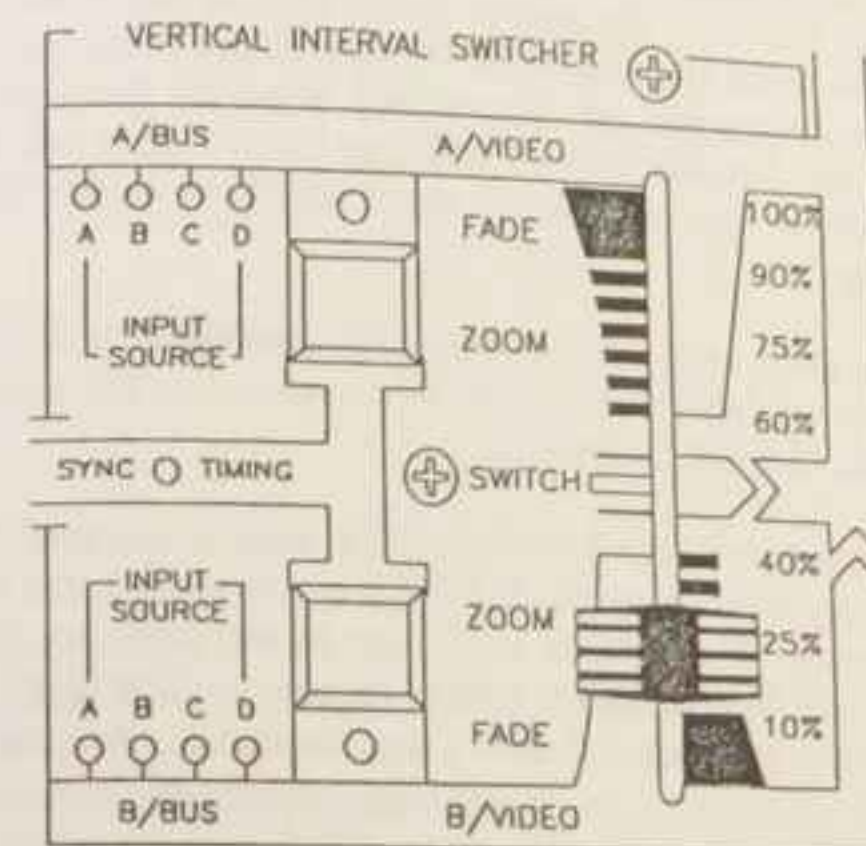 VERTICAL INTERVAL SWITCHER
A/BUS
A/VIDEO
A B C D
INPUT
SOURCE
FADE
ZOOM
100%
90%
75%
60%
SYNC TIMING
SWITCH
INPUT
SOURCE
A B C D
ZOOM
FADE
40%
25%
10%
B/BUS
B/VIDEO